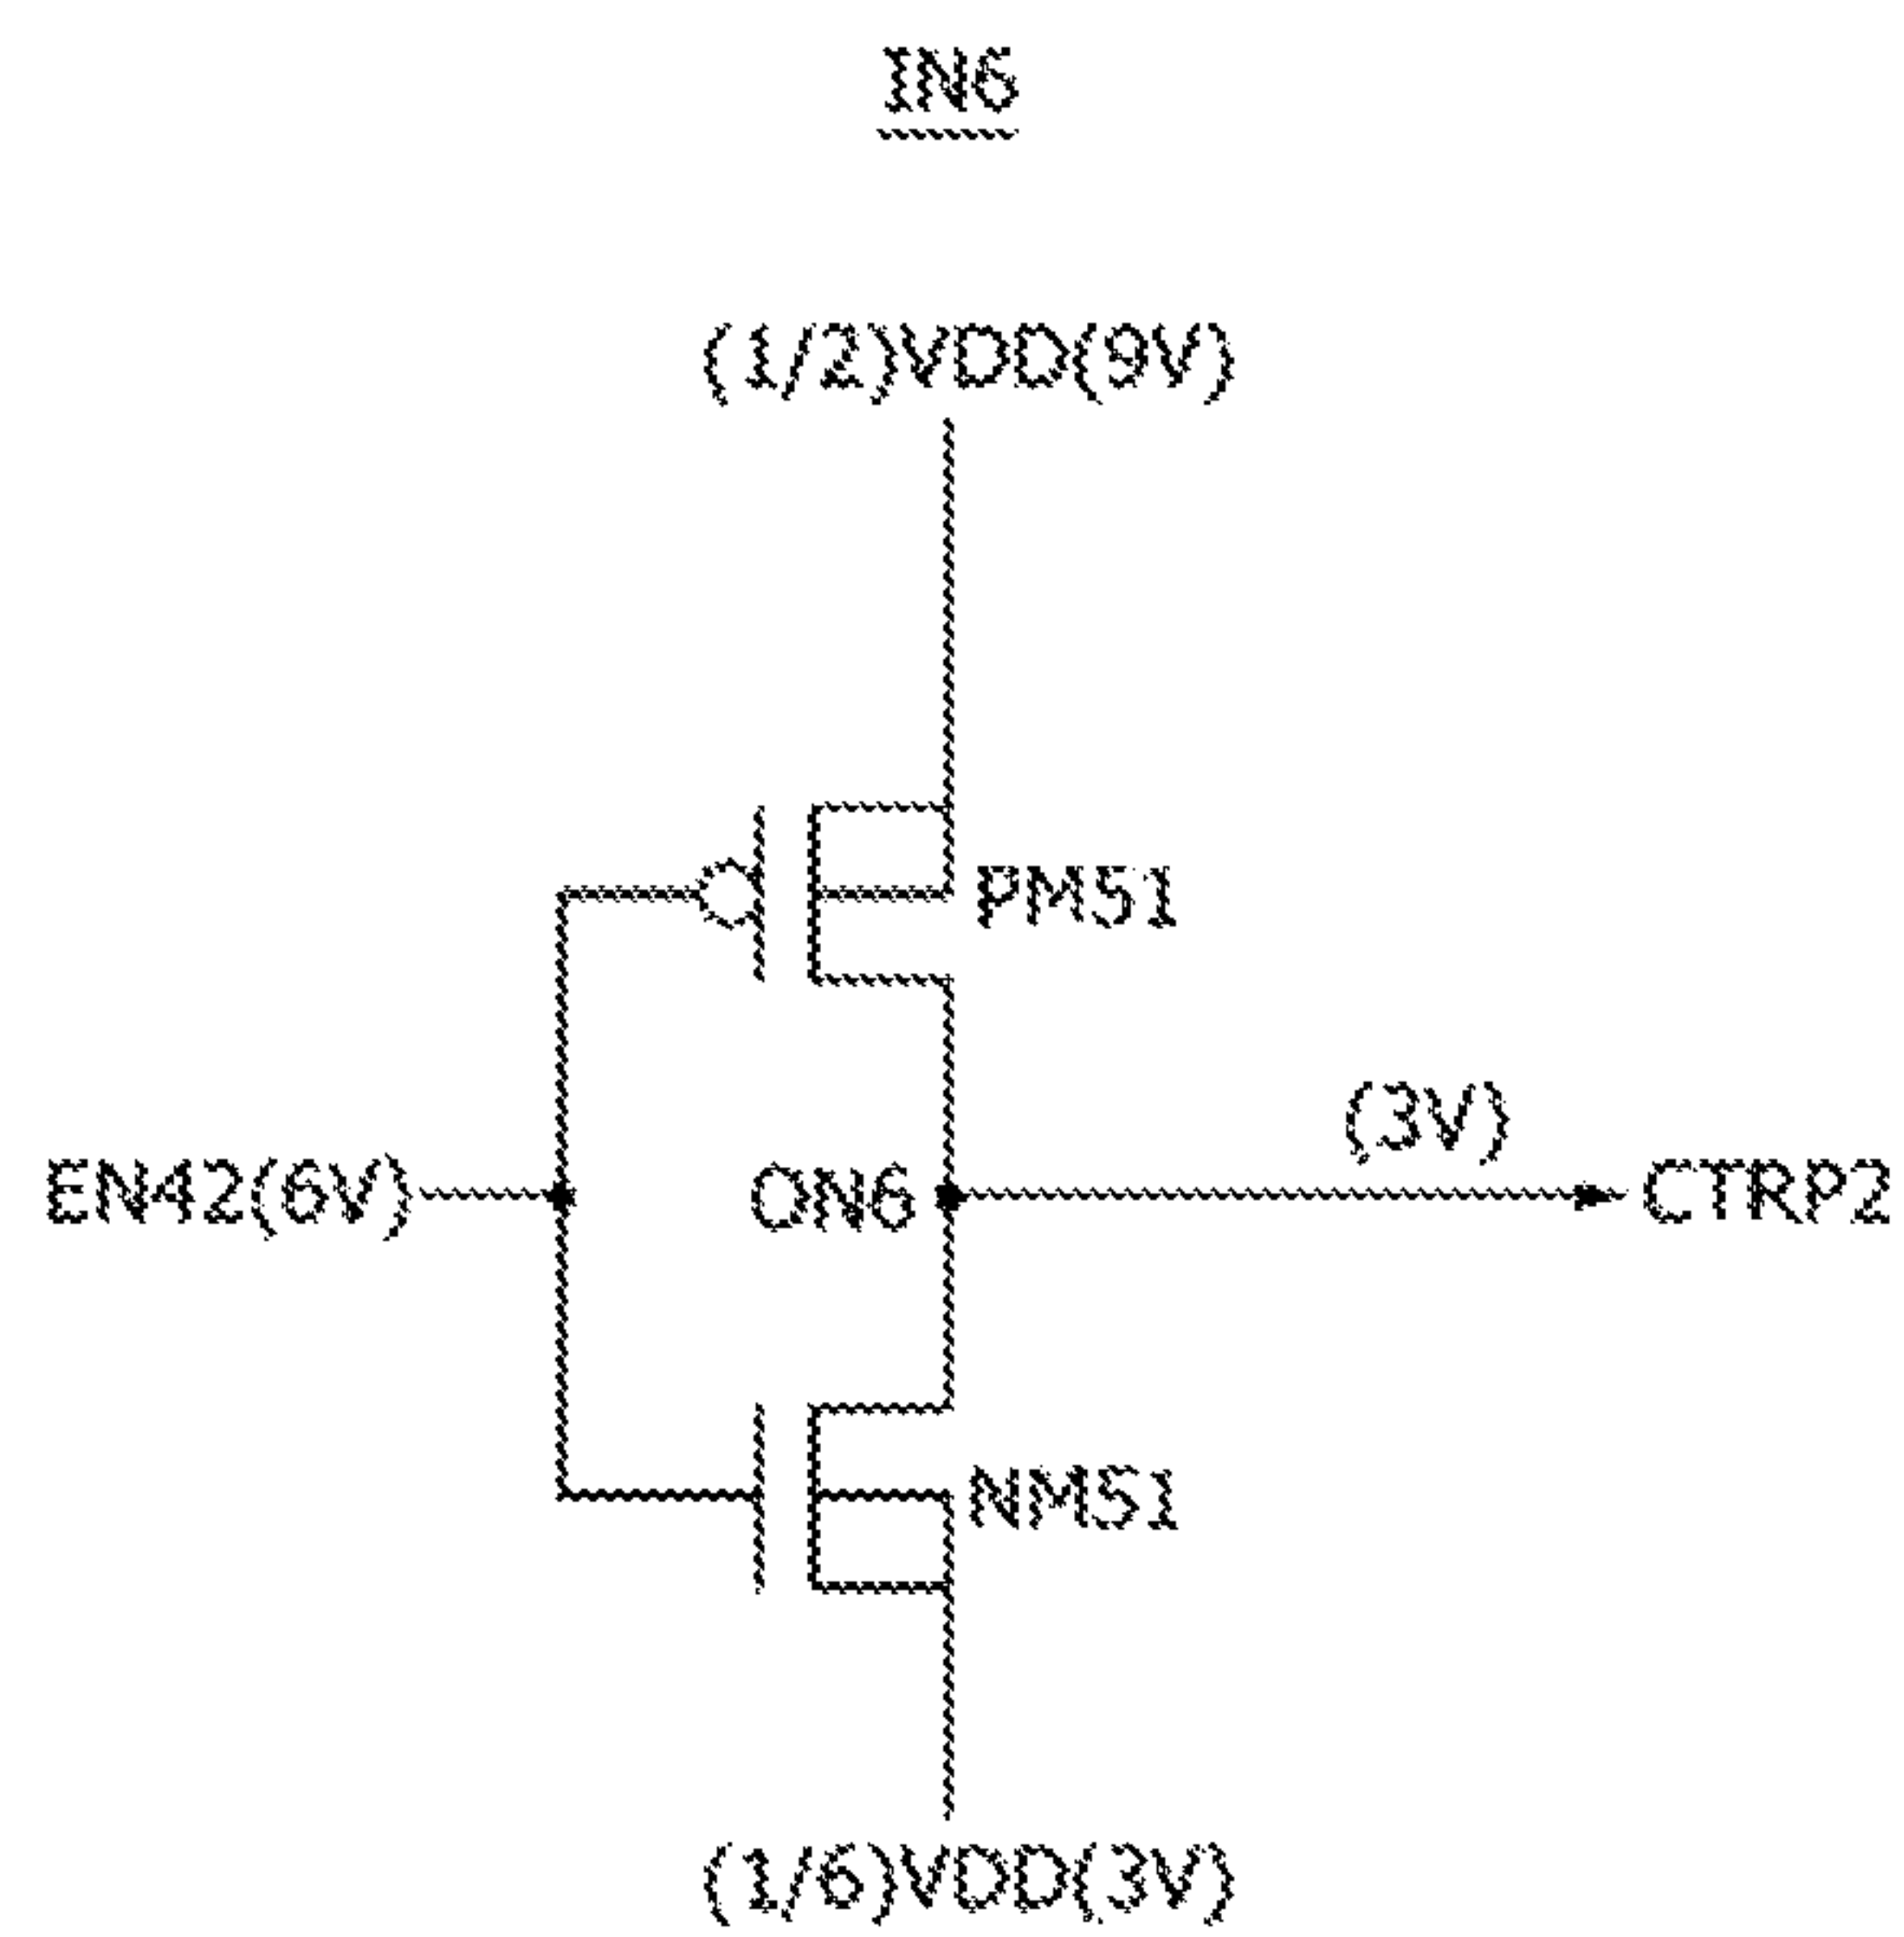 IN6
(1/2)VDD(9V)
PM51
(3V)
EN42(6V)
ON6
CTRP2
NM51
(1/6)VDD(3V)